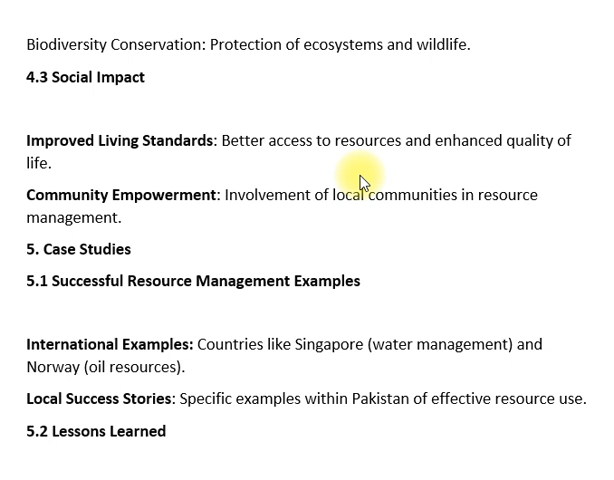 Biodiversity Conservation: Protection of ecosystems and wildlife.
4.3 Social Impact
Improved Living Standards: Better access to resources and enhanced quality of
life.
Community Empowerment: Involvement of local communities in resource
management.
5. Case Studies
5.1 Successful Resource Management Examples
International Examples: Countries like Singapore (water management) and
Norway (oil resources).
Local Success Stories: Specific examples within Pakistan of effective resource use.
5.2 Lessons Learned